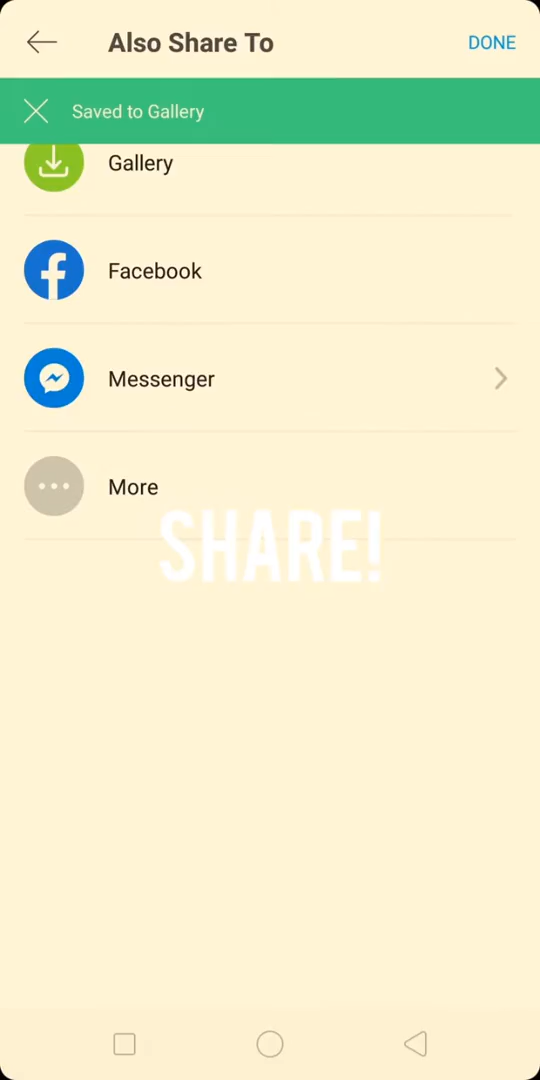 Also Share To
DONE
Saved to Gallery
Gallery
Facebook
Messenger
More
SHARE!